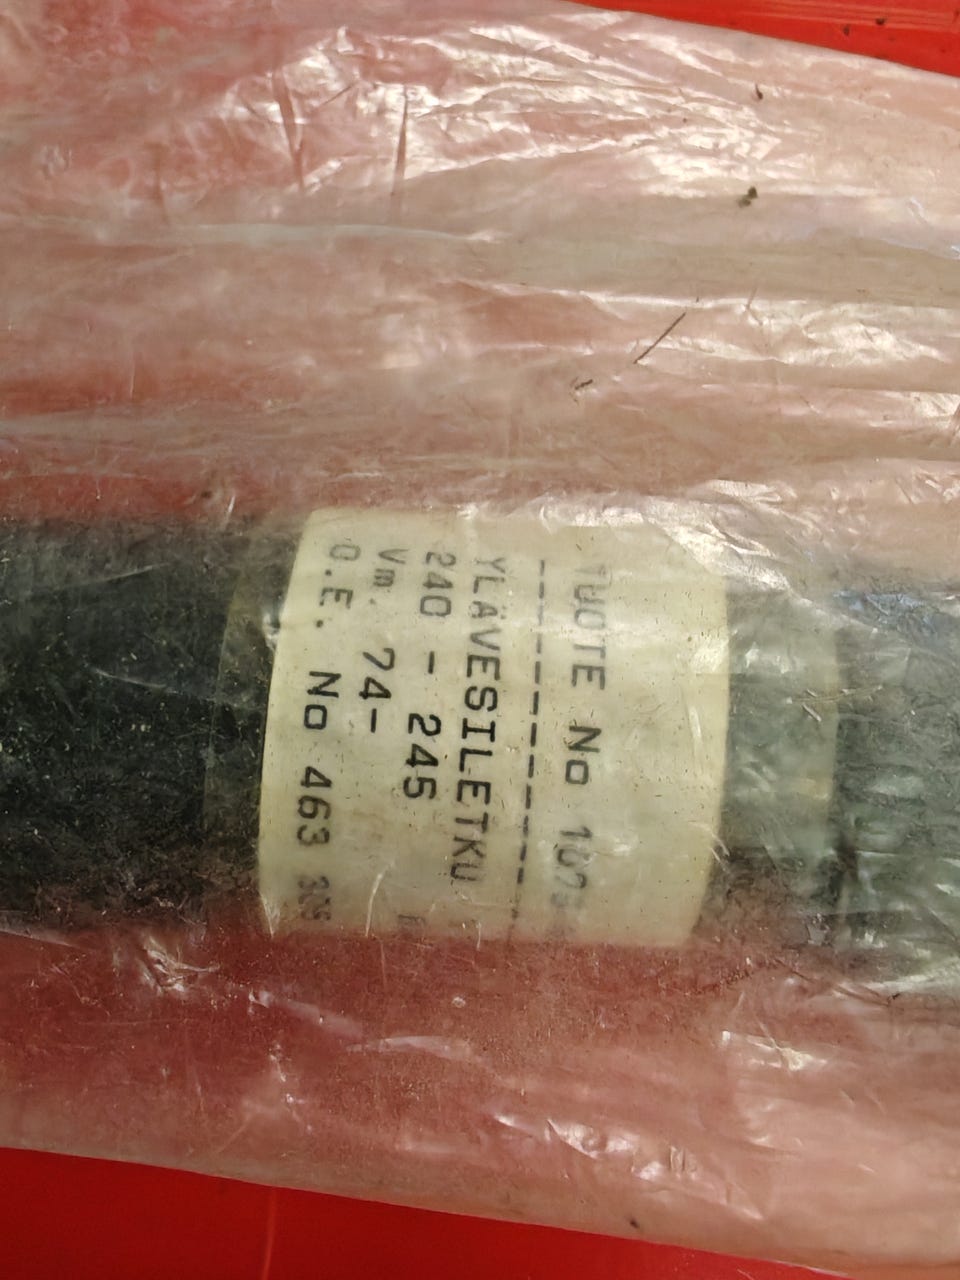 TUOTE No
------------------
YLÄVESILETKU
240 - 245
Vm. 74-
O.E. No 463